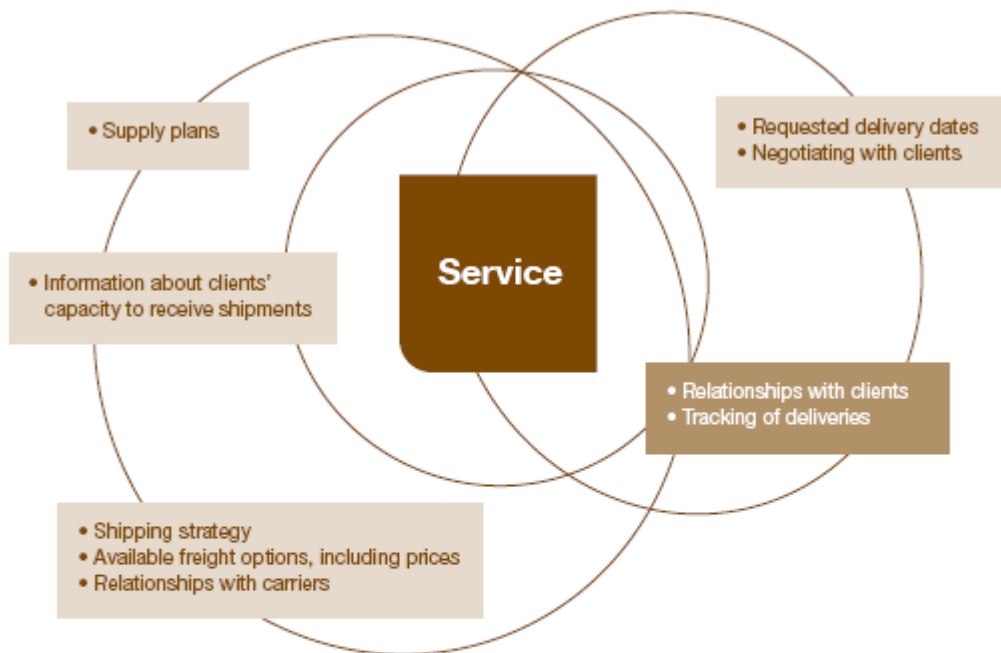 • Supply plans
• Requested delivery dates
• Negotiating with clients
• Information about clients’
capacity to receive shipments
Service
• Relationships with clients
• Tracking of deliveries
• Shipping strategy
• Available freight options, including prices
• Relationships with carriers